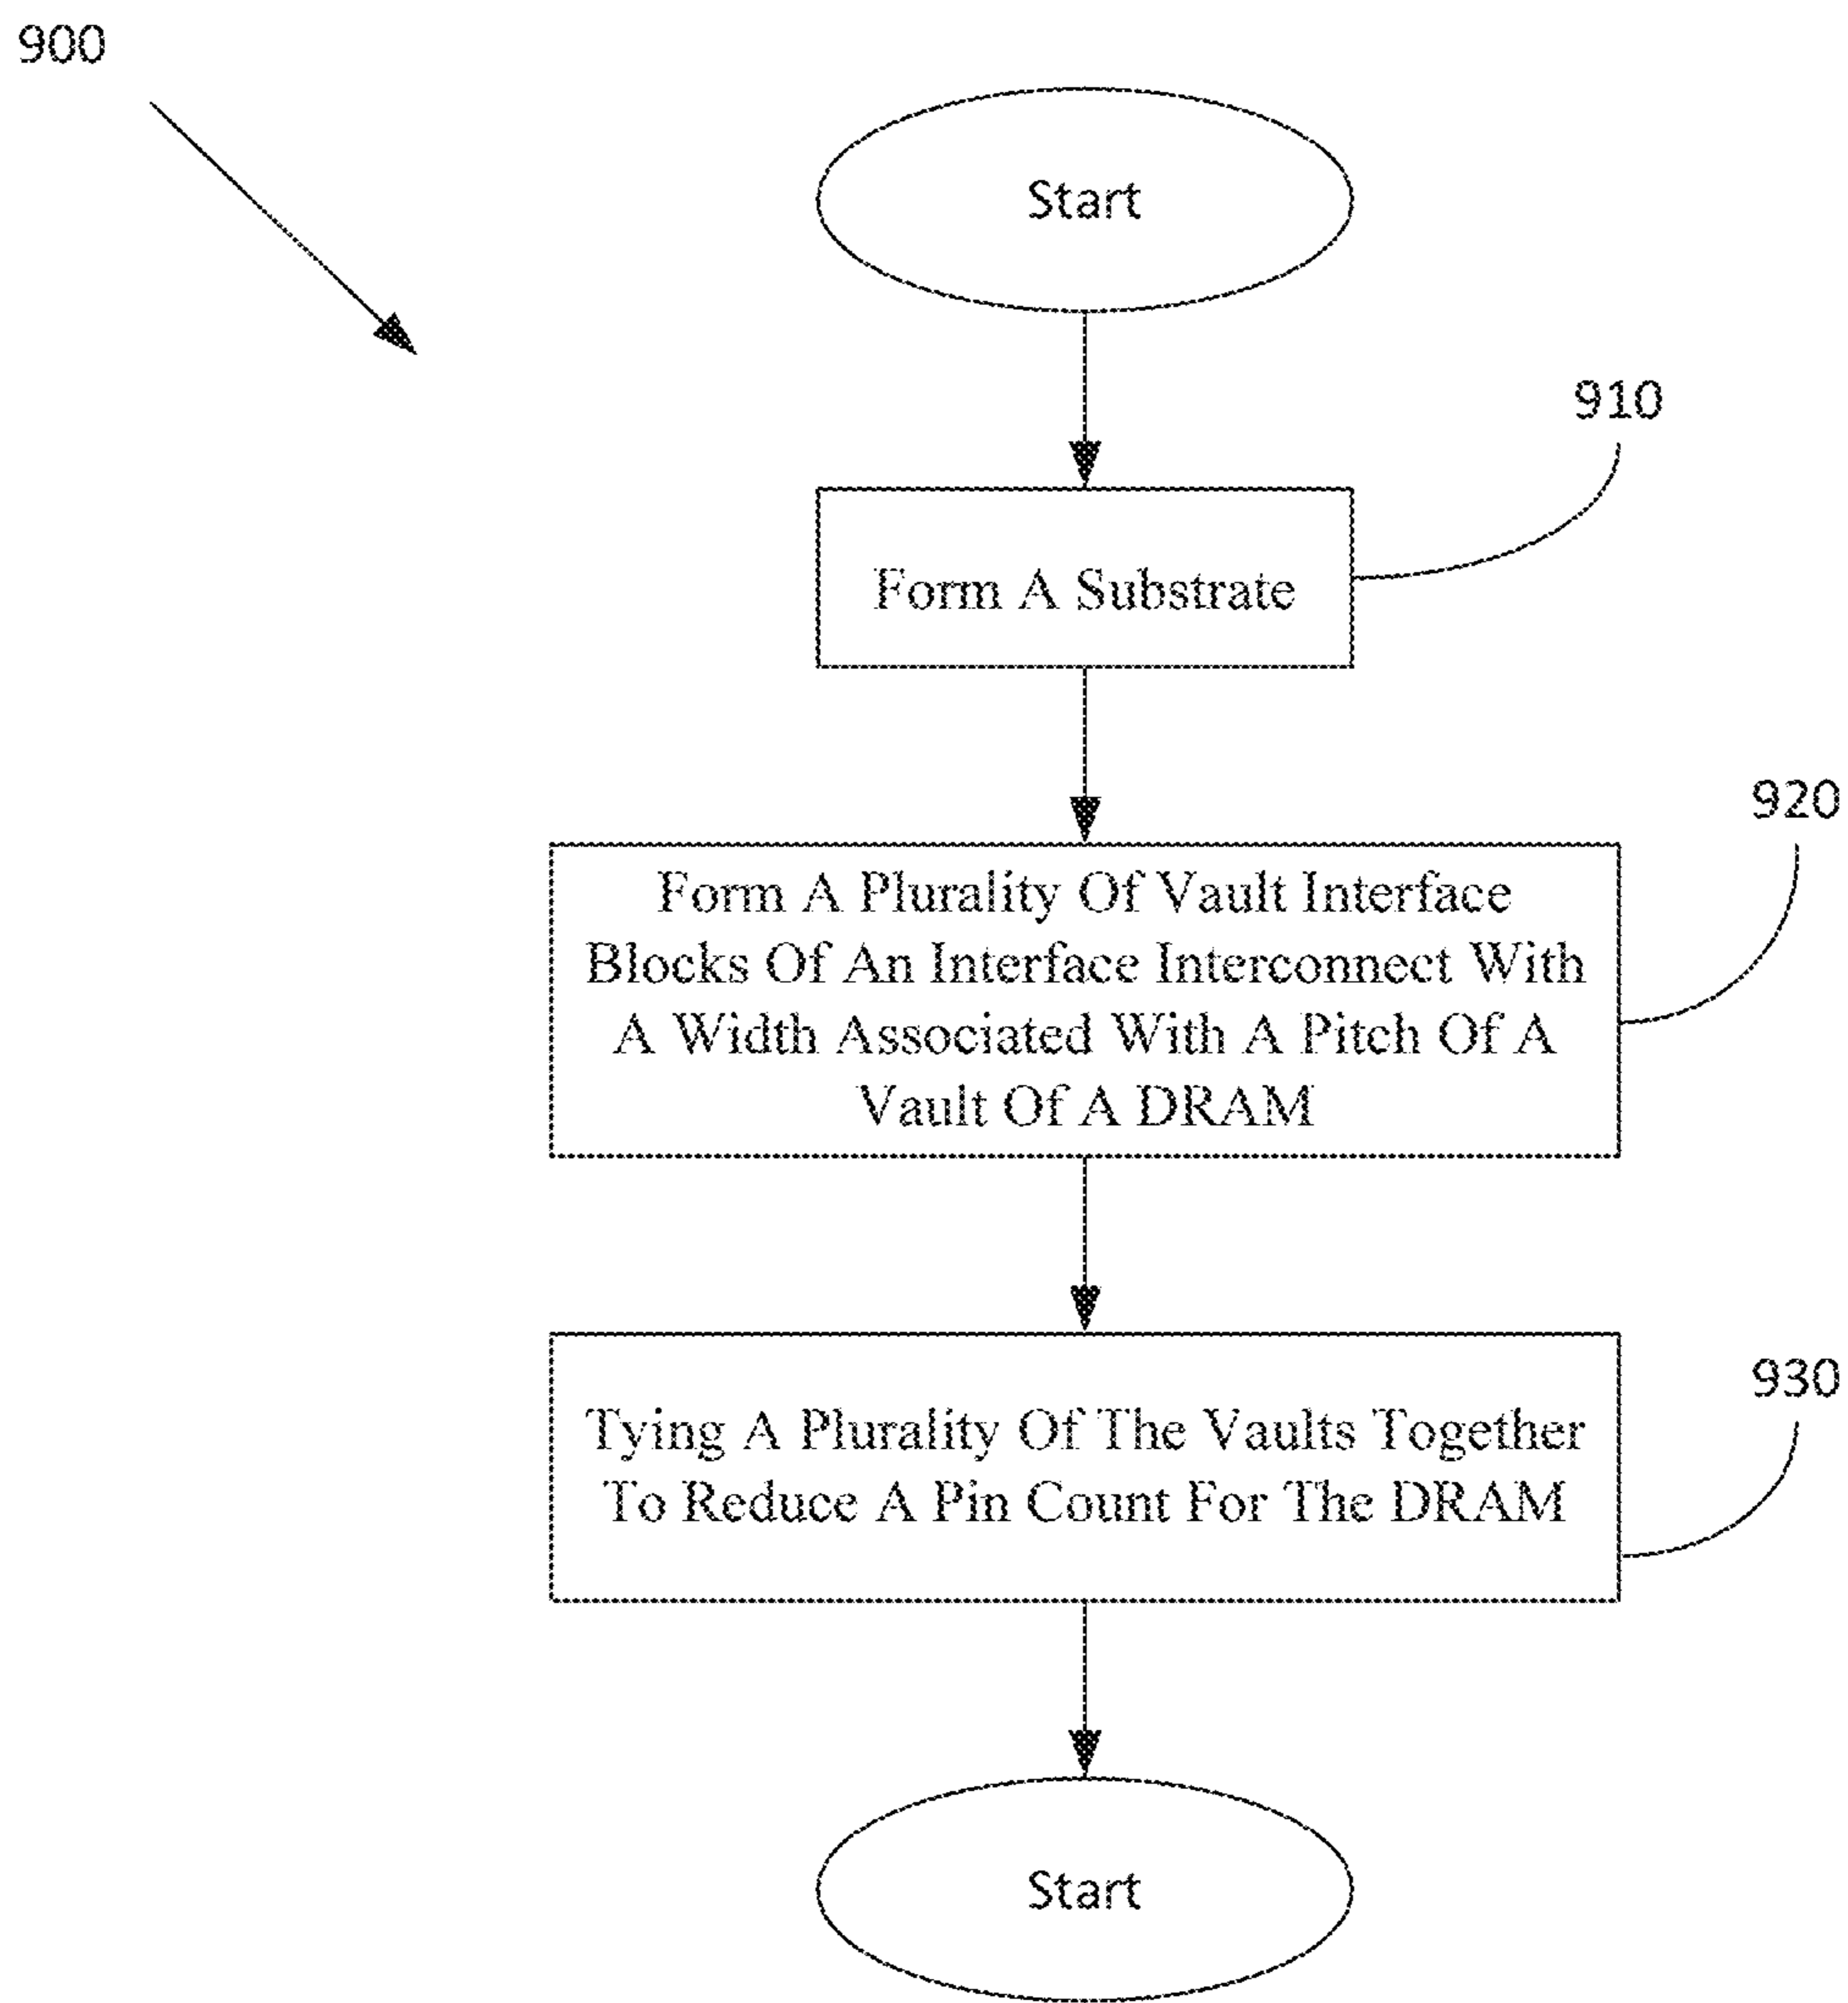 900
Start
910
Form A Substrate
920
Form A Plurality Of Vault Interface
Blocks Of An Interface Interconnect With
A Width Associated With A Pitch Of A
Vault Of A DRAM
930
Tying A Plurality Of The Vaults Together
To Reduce A Pin Count For The DRAM
Start